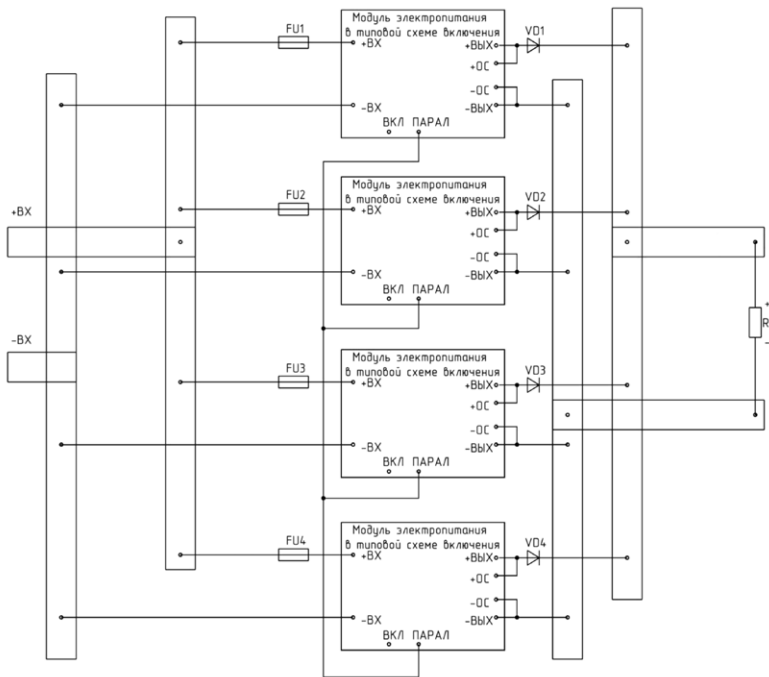 Модуль электропитания
в типовой схеме включения
FU1
+ВХ
+ВЫХ
VD1
+ОС
-ОС
-ВХ
-ВЫХ
ВКЛ ПАРАЛ
Модуль электропитания
в типовой схеме включения
FU2
+ВХ
+ВЫХ
VD2
+ВХ
+ОС
-ОС
-ВХ
-ВЫХ
ВКЛ ПАРАЛ
+
R
-
-ВХ
Модуль электропитания
в типовой схеме включения
FU3
+ВХ
+ВЫХ
VD3
+ОС
-ОС
-ВХ
-ВЫХ
ВКЛ ПАРАЛ
Модуль электропитания
в типовой схеме включения
FU4
+ВХ
+ВЫХ
VD4
+ОС
-ОС
-ВХ
-ВЫХ
ВКЛ ПАРАЛ